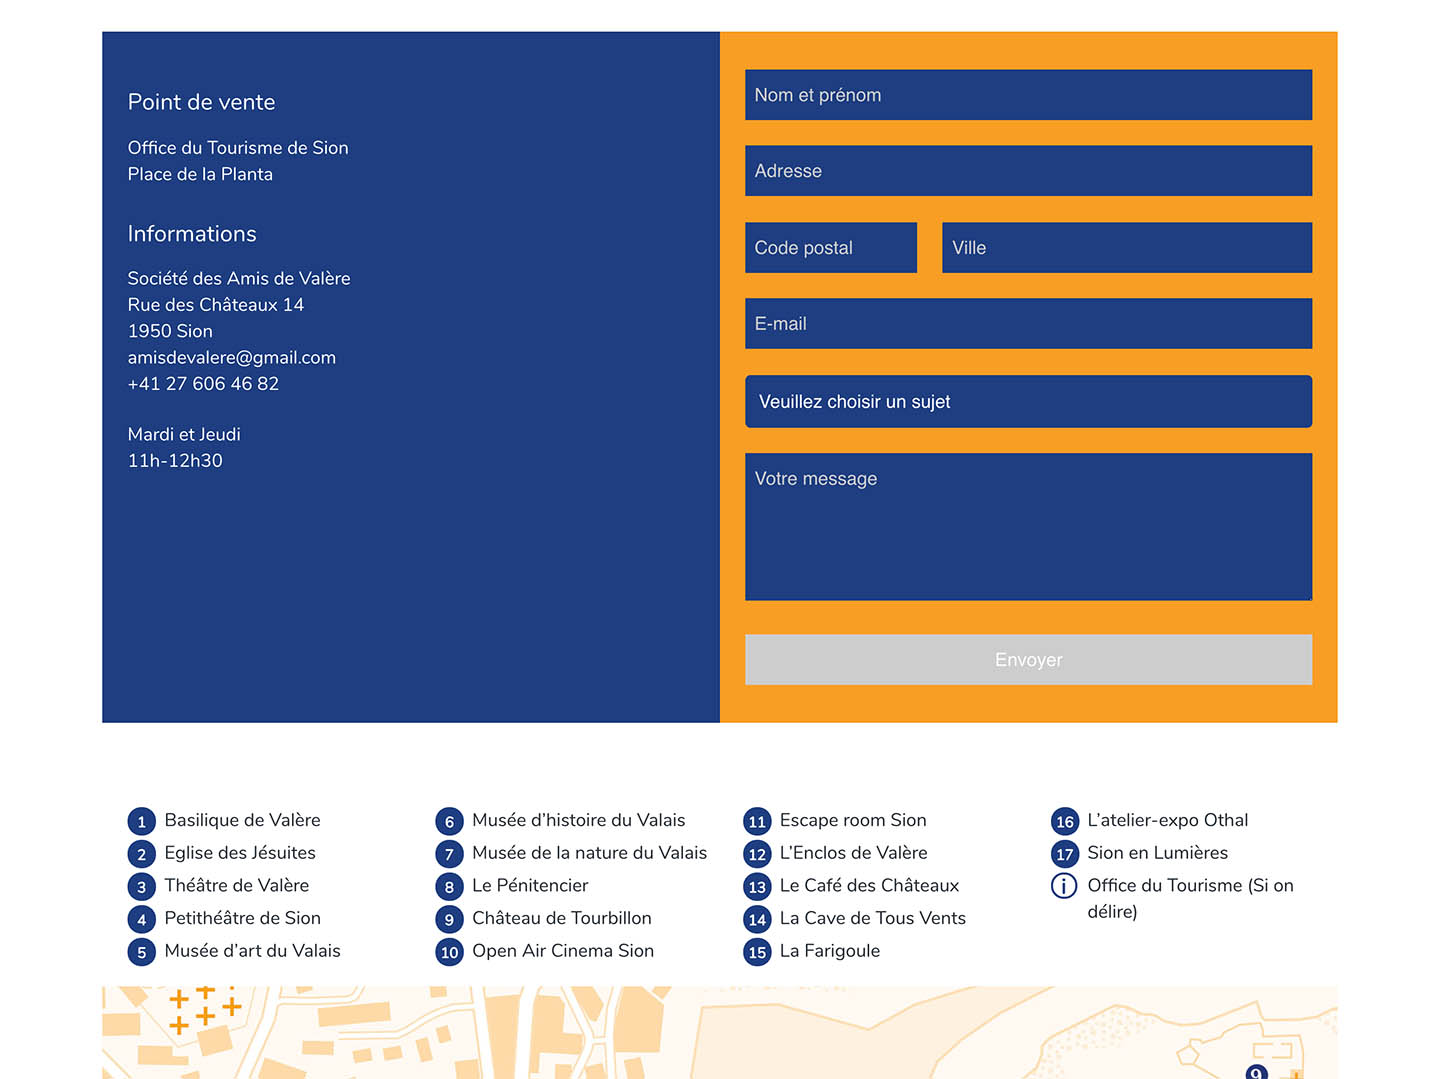 Point de vente
Office du Tourisme de Sion
Place de la Planta
Informations
Société des Amis de Valère
Rue des Châteaux 14
1950 Sion
amisdevalere@gmail.com
+41 27 606 46 82
Mardi et Jeudi
11h-12h30
Nom et prénom
Adresse
Code postal
Ville
E-mail
Veuillez choisir un sujet
Votre message
Envoyer
1 Basilique de Valère
2 Eglise des Jésuites
3 Théâtre de Valère
4 Petithéâtre de Sion
5 Musée d’art du Valais
6 Musée d’histoire du Valais
7 Musée de la nature du Valais
8 Le Pénitencier
9 Château de Tourbillon
10 Open Air Cinema Sion
11 Escape room Sion
12 L’Enclos de Valère
13 Le Café des Châteaux
14 La Cave de Tous Vents
15 La Farigoule
16 L’atelier-expo Othal
17 Sion en Lumières
i Office du Tourisme (Si on
délire)
9